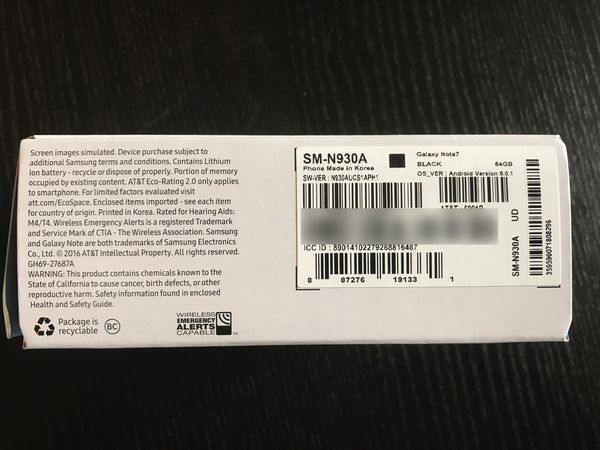 Screen images simulated. Device purchase subject to
additional Samsung terms and conditions. Contains Lithium
Ion battery - recycle or dispose of properly. Portion of memory
occupied by existing content. AT&T Eco-Rating 2.0 only applies
to smartphone. For limited factors evaluated visit
att.com/EcoSpace. Enclosed items imported - see each item
for country of origin. Printed in Korea. Rated for Hearing Aids:
M4/T4. Wireless Emergency Alerts is a registered Trademark
and Service Mark of CTIA - The Wireless Association. Samsung
and Galaxy Note are both trademarks of Samsung Electronics
Co., Ltd. © 2016 AT&T Intellectual Property. All rights reserved.
GH69-27687A
WARNING: This product contains chemicals known to the
State of California to cause cancer, birth defects, or other
reproductive harm. Safety information found in enclosed
Health and Safety Guide.
Package is
recyclable
BC
WIRELESS
EMERGENCY
ALERTS
CAPABLE
TM
SM-N930A
Phone Made in Korea
SW-VER : N930AUCS1APH1
Galaxy Note7
BLACK 64GB
OS_VER : Android Version 6.0.1
ICC ID : 89014102279268816487
8 87276 19133 1
SM-N930A UD
359559071808296